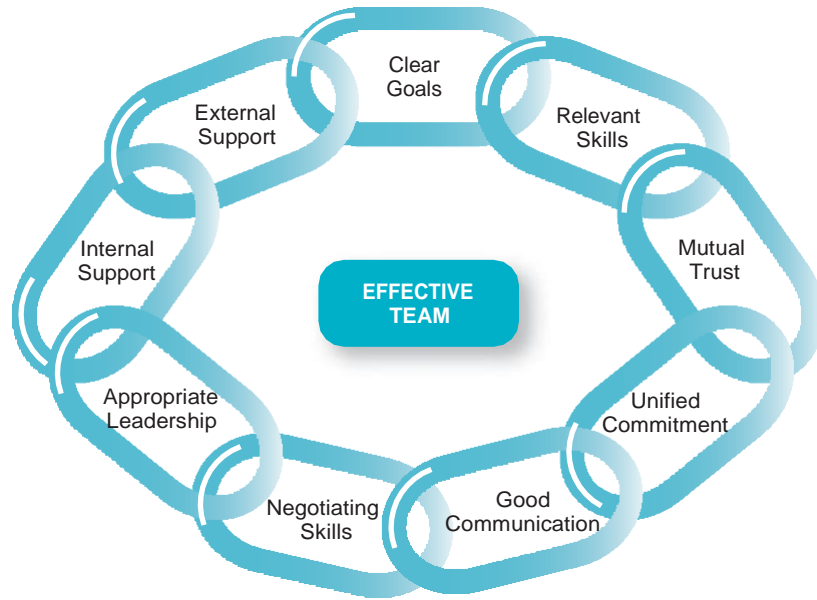 Clear
Goals
Relevant
Skills
Mutual
Trust
Unified
Commitment
Good
Communication
Negotiating
Skills
Appropriate
Leadership
Internal
Support
External
Support
EFFECTIVE
TEAM